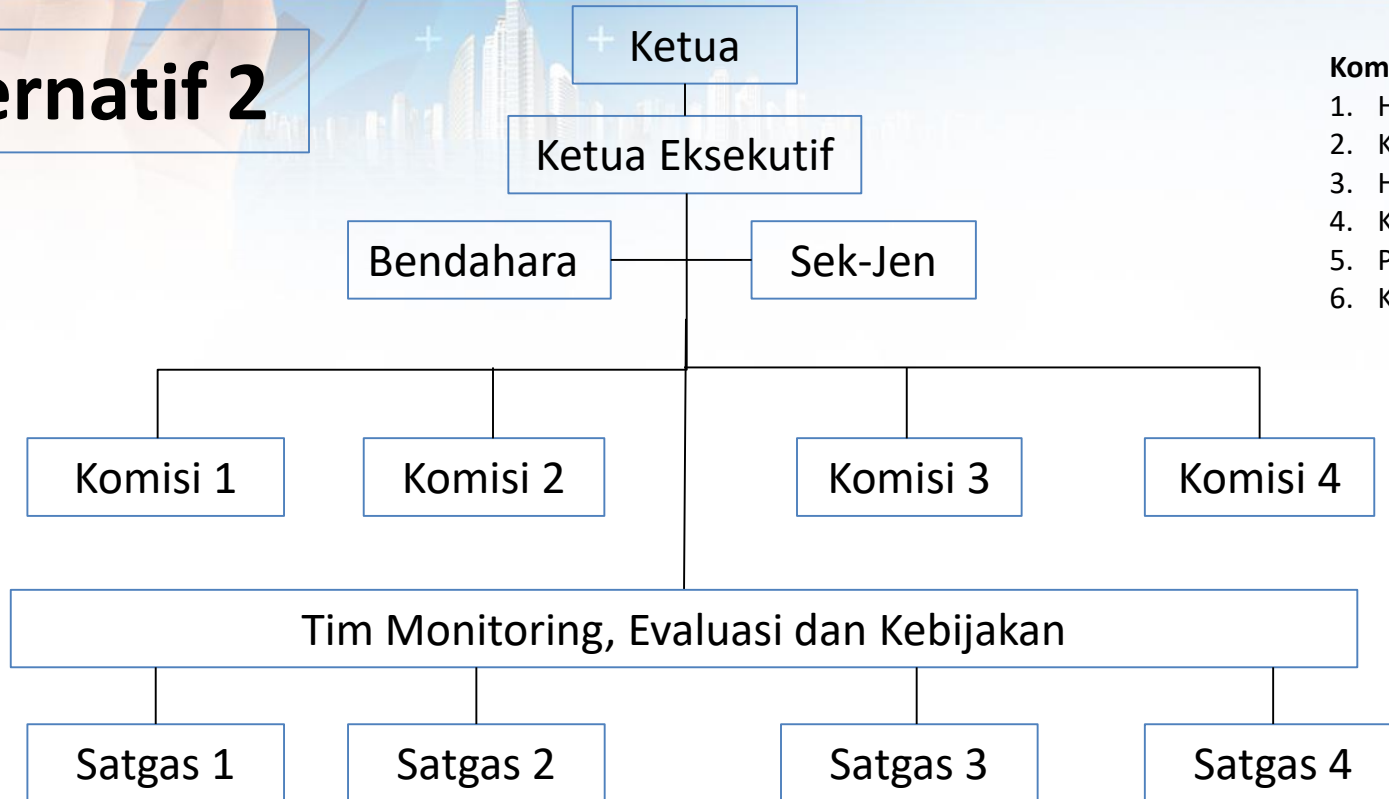 ernatif 2
Ketua
Ketua Eksekutif
Bendahara
Sek-Jen
Kom
1. H
2. K
3. H
4. K
5. P
6. K
Komisi 1
Komisi 2
Komisi 3
Komisi 4
Tim Monitoring, Evaluasi dan Kebijakan
Satgas 1
Satgas 2
Satgas 3
Satgas 4